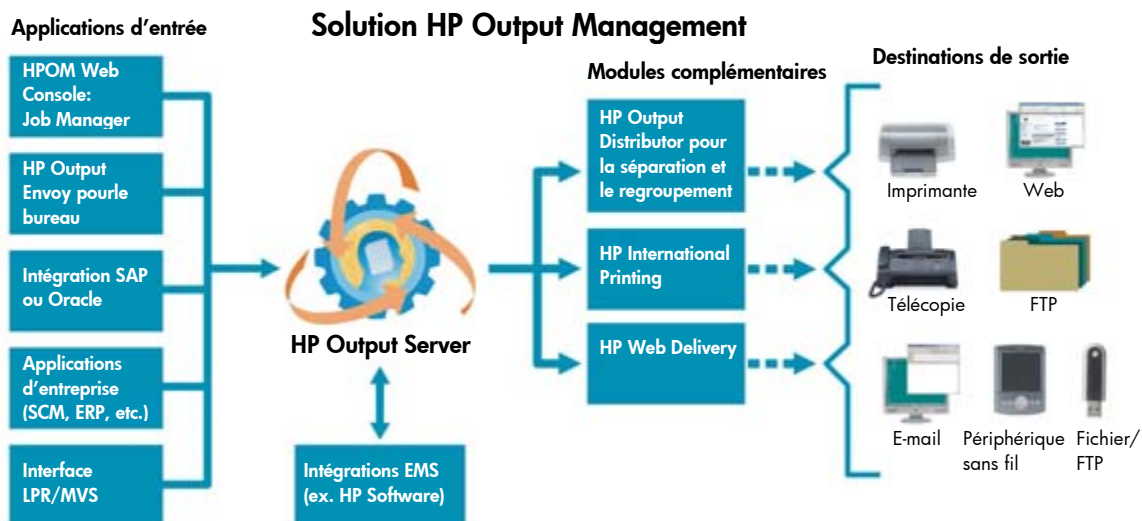 Solution HP Output Management
Applications d'entrée
HPOM Web
Console:
Job Manager
HP Output
Envoy pourle
bureau
Intégration SAP
ou Oracle
Applications
d'entreprise
(SCM, ERP, etc.)
Interface
LPR/MVS
HP Output Server
Intégrations EMS
(ex. HP Software)
Modules complémentaires
HP Output
Distributor pour
la séparation et
le regroupement
HP International
Printing
HP Web Delivery
Destinations de sortie
Imprimante
Web
Télécopie
FTP
E-mail
Périphérique
sans fil
Fichier/
FTP